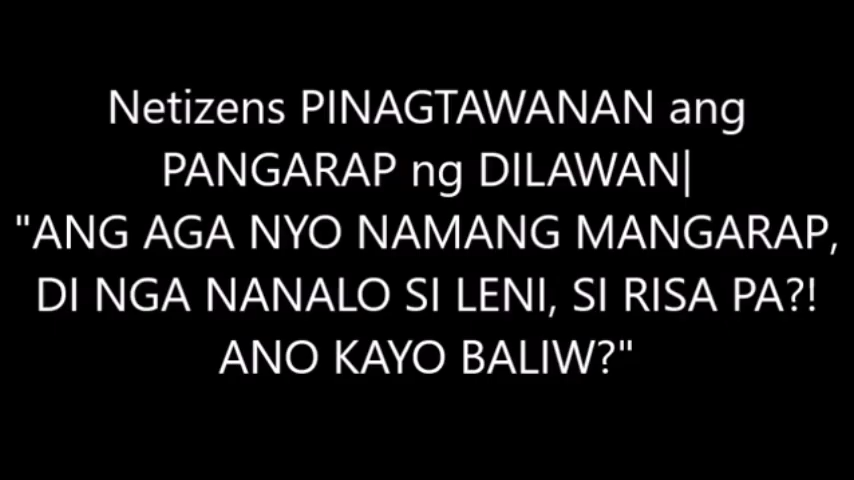 Netizens PINAGTAWANAN ang
PANGARAP ng DILAWAN|
"ANG AGA NYO NAMANG MANGARAP,
DI NGA NANALO SI LENI, SI RISA PA?!
ANO KAYO BALIW?"